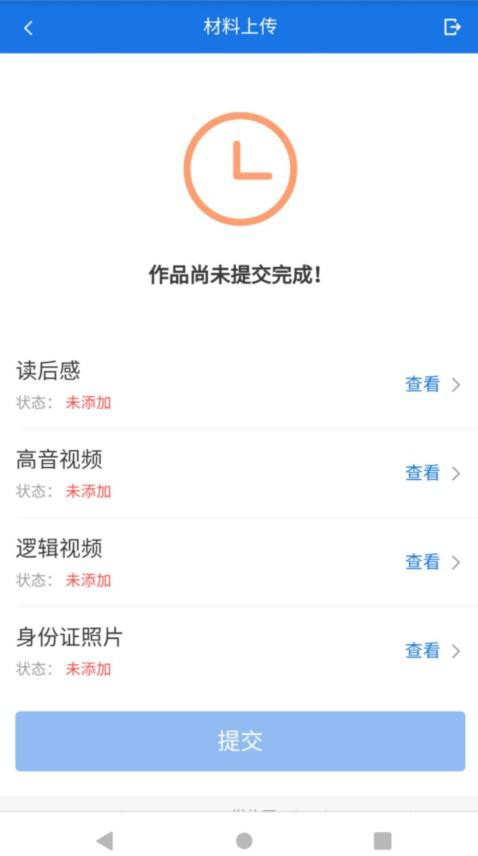 材料上传
作品尚未提交完成!
读后感
状态： 未添加
查看
高音视频
状态： 未添加
查看
逻辑视频
状态： 未添加
查看
身份证照片
状态： 未添加
查看
提交